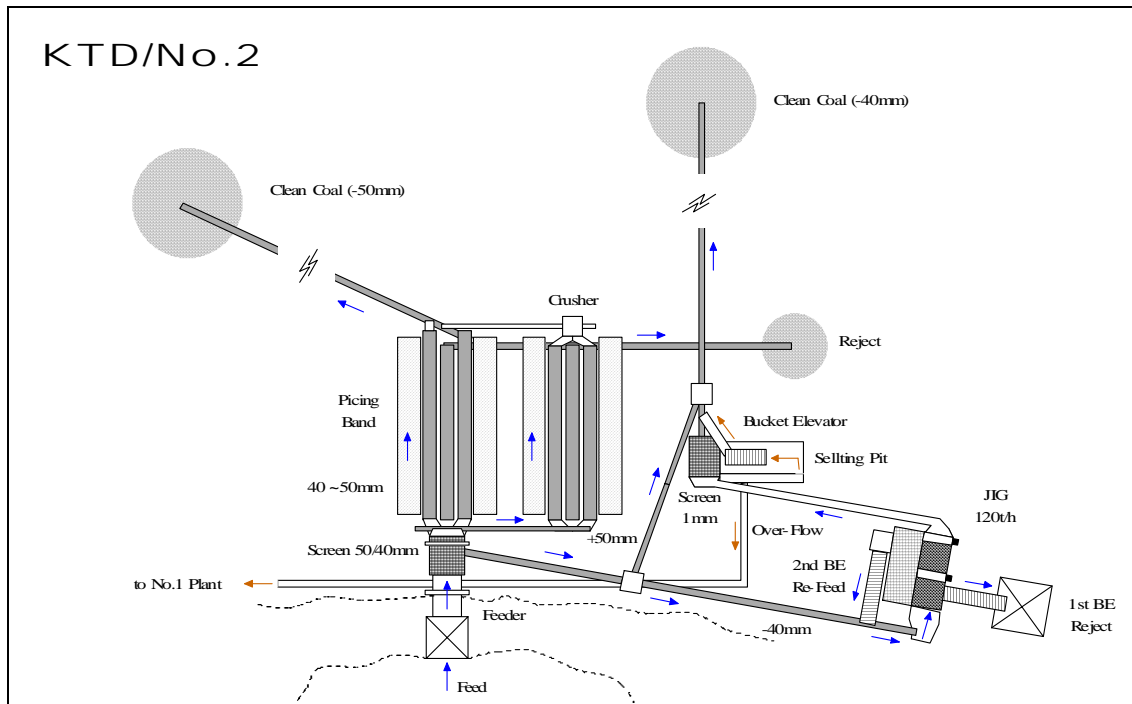 KTD/No.2
Clean Coal (-40mm)
Clean Coal (-50mm)
Crusher
Reject
Picing
Band
Bucket Elevator
Sellting Pit
40 ~50mm
Screen
1mm
JIG
120t/h
+50mm
Over-Flow
Screen 50/40mm
2nd BE
Re-Feed
to No.1 Plant
Feeder
-40mm
1st BE
Reject
Feed